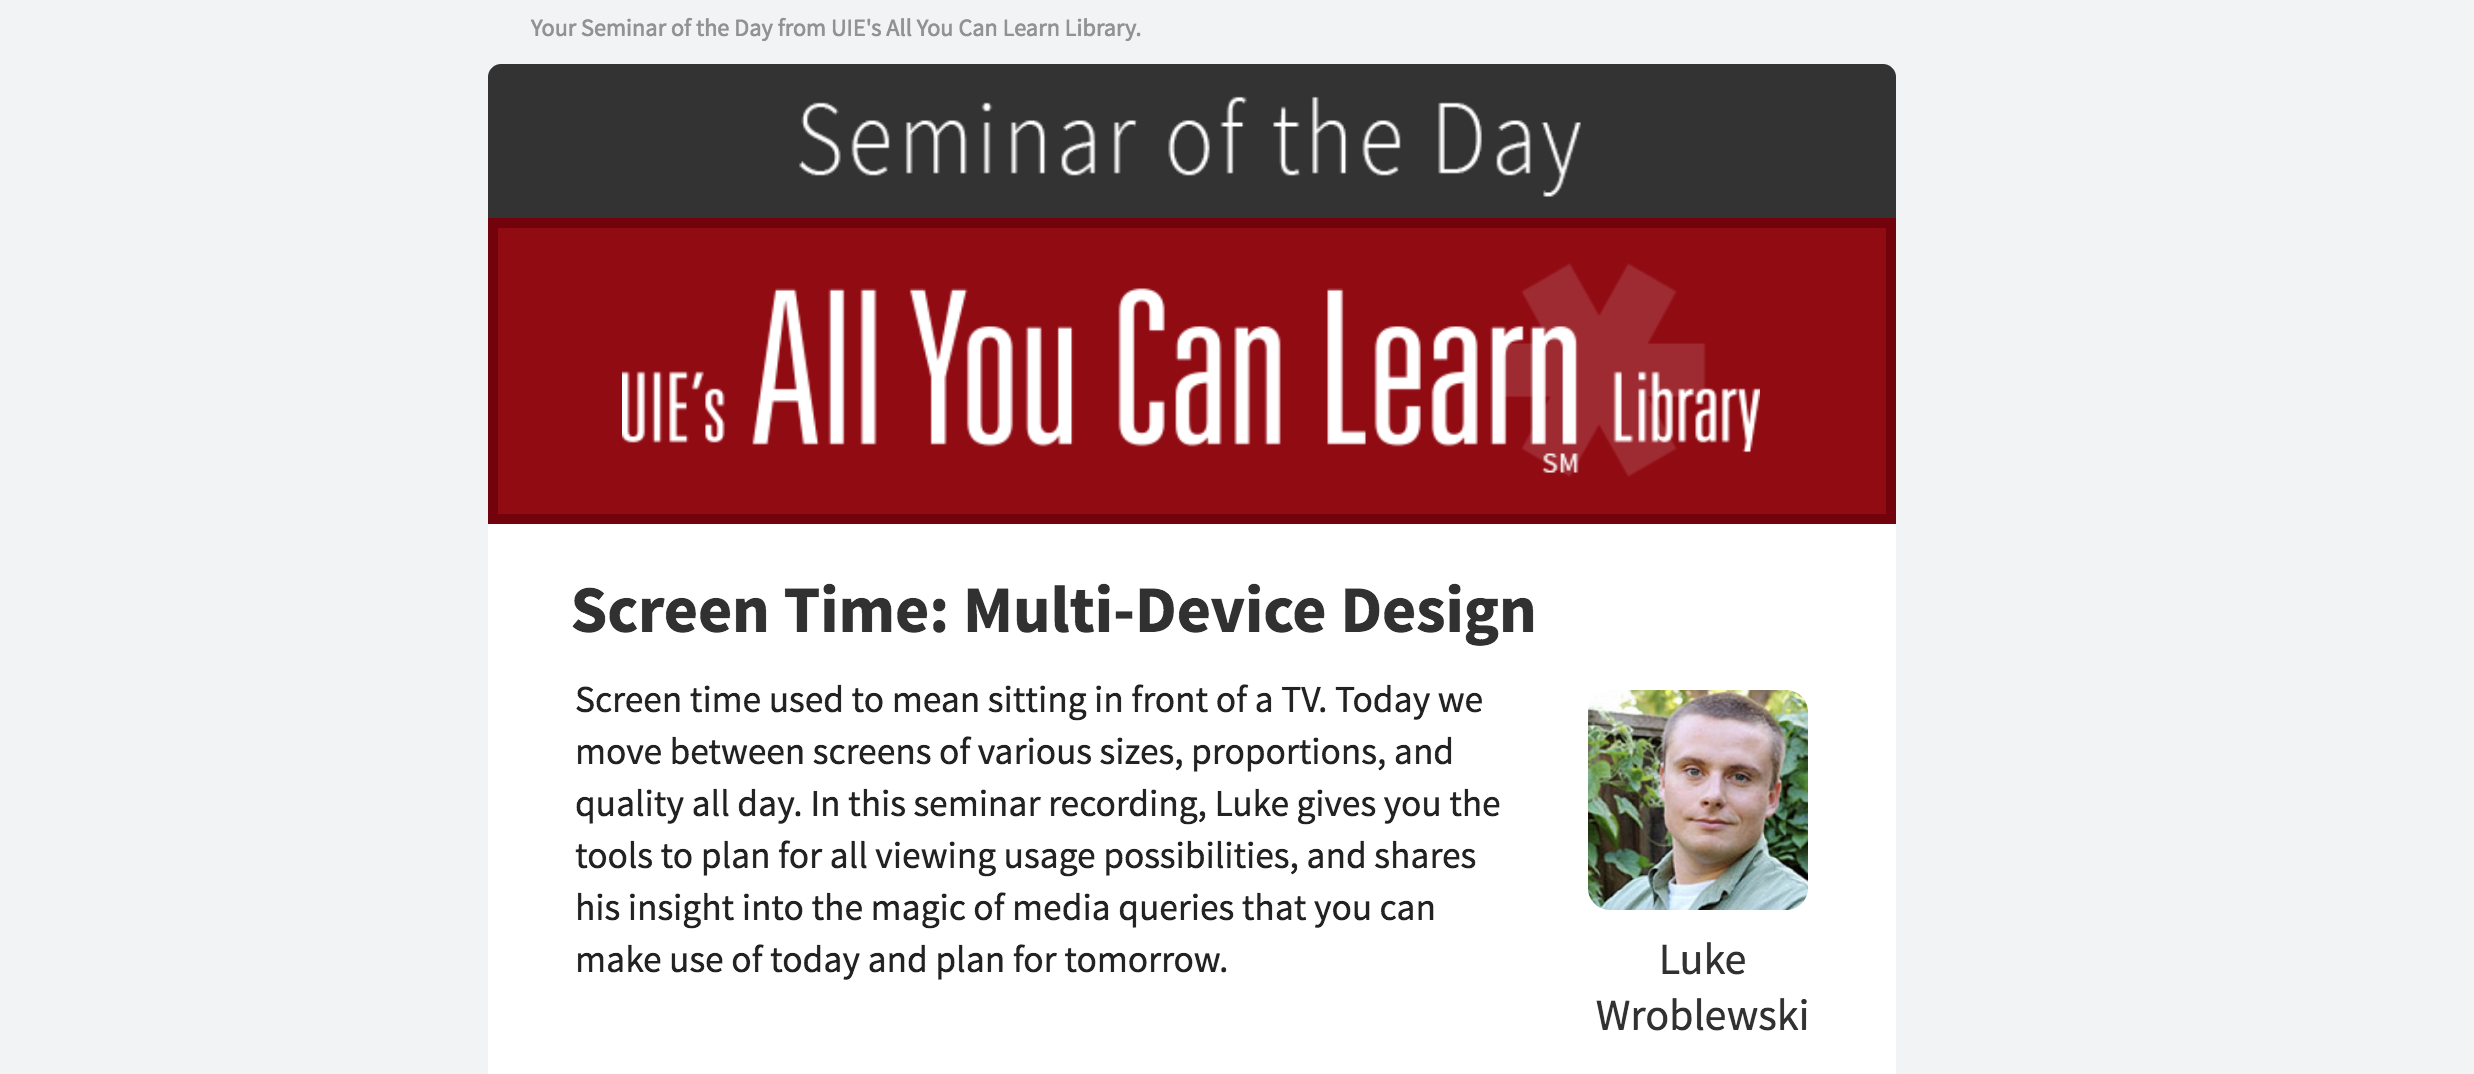 Your Seminar of the Day from UIE's All You Can Learn Library.
Seminar of the Day
UIE’s All You Can Learn Library
SM
Screen Time: Multi-Device Design
Screen time used to mean sitting in front of a TV. Today we
move between screens of various sizes, proportions, and
quality all day. In this seminar recording, Luke gives you the
tools to plan for all viewing usage possibilities, and shares
his insight into the magic of media queries that you can
make use of today and plan for tomorrow.
Luke
Wroblewski